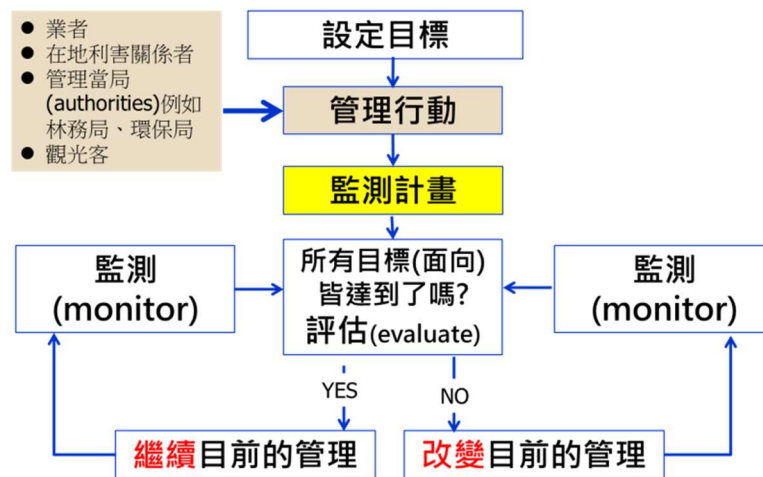 ● 業者
● 在地利害關係者
● 管理當局
(authorities)例如
林務局、環保局
● 觀光客
設定目標
管理行動
監測計畫
監測
(monitor)
所有目標(面向)
皆達到了嗎?
評估(evaluate)
監測
(monitor)
YES
NO
繼續目前的管理
改變目前的管理